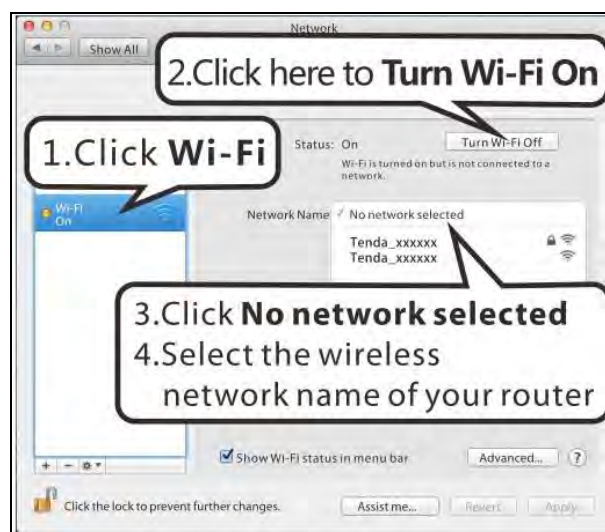 Network
Show All
2.Click here to Turn Wi-Fi On
1.Click Wi-Fi
Status: On
Turn Wi-Fi Off
Wi-Fi is turned on but is not connected to a
network.
Wi-Fi
On
Network Name
✓ No network selected
Tenda_xxxxxx
Tenda_xxxxxx
3.Click No network selected
4.Select the wireless
network name of your router
+ -
Show Wi-Fi status in menu bar
Advanced...
?
Click the lock to prevent further changes.
Assist me...
Revert
Apply